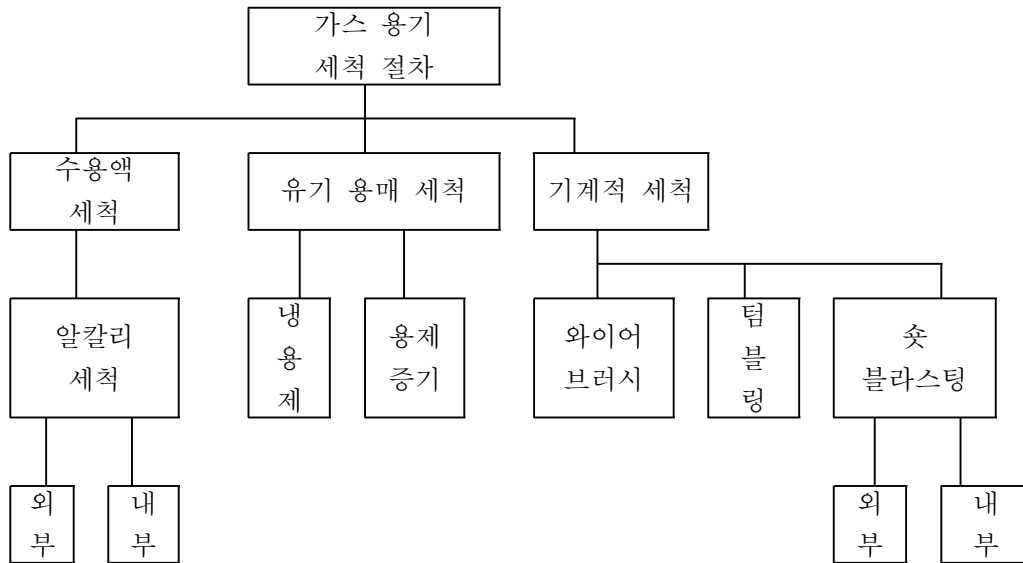 가스 용기
세척 절차
수용액
세척
유기 용매 세척
기계적 세척
알칼리
세척
냉
용
제
용제
증기
와이어
브러시
텀
블
링
숏
블라스팅
외
부
내
부
외
부
내
부